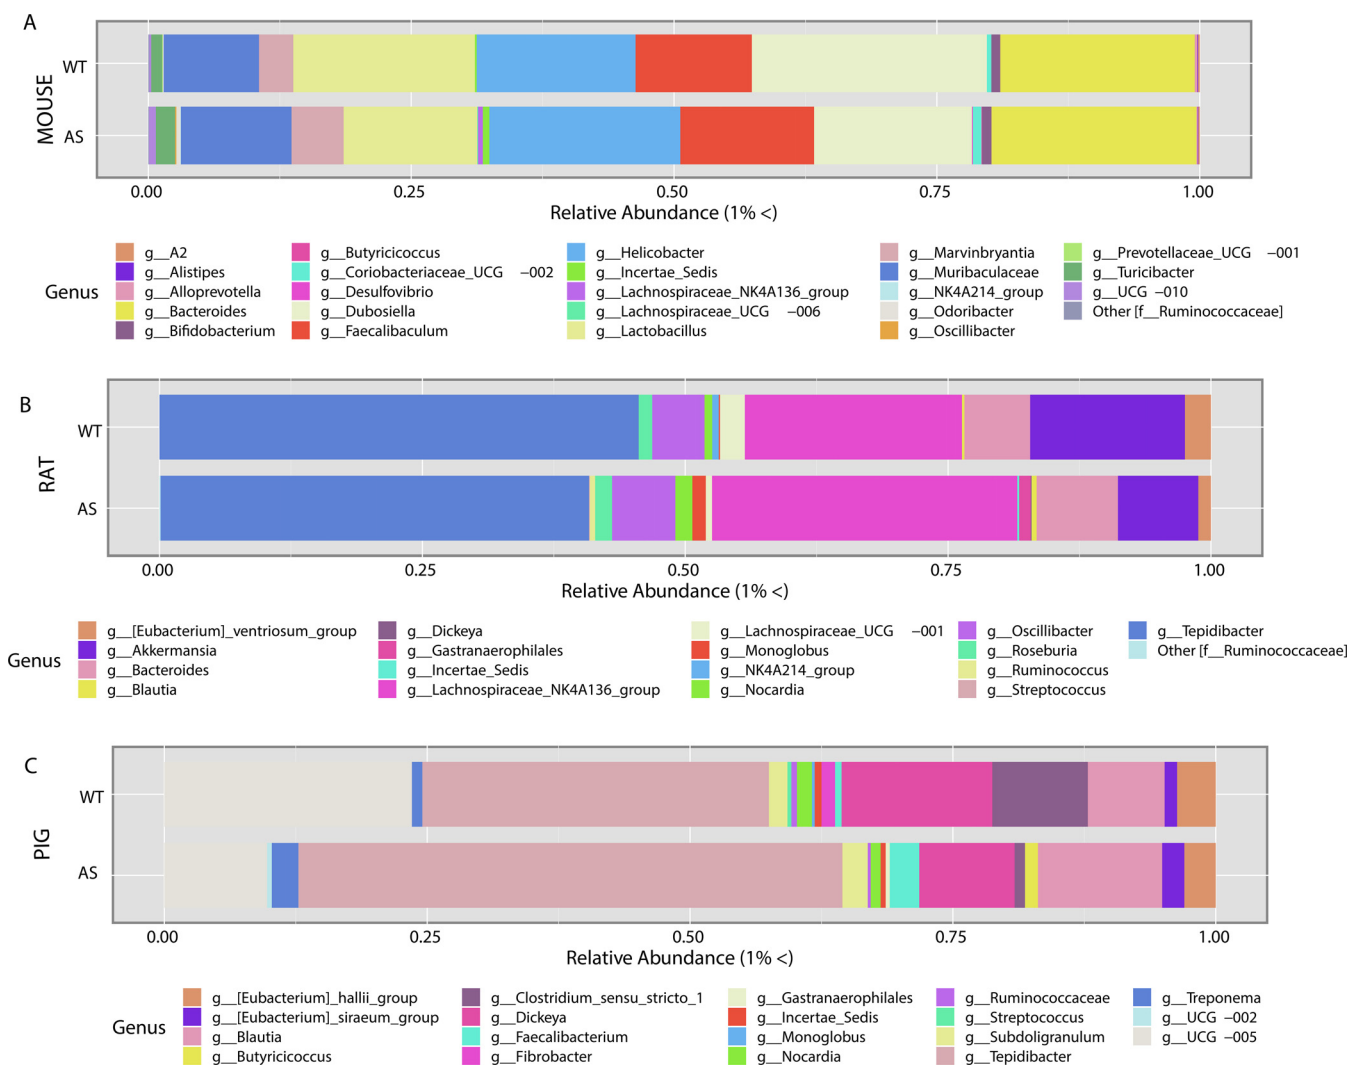 A
MOUSE
WT
AS
0.00 0.25 0.50 0.75 1.00
Relative Abundance (1% <)
Genus
g__A2 g__Butyricicoccus g__Helicobacter g__Marvinbryantia g__Prevotellaceae_UCG -001
g__Alistipes g__Coriobacteriaceae_UCG -002 g__Incertae_Sedis g__Muribaculaceae g__Turicibacter
g__Alloprevotella g__Desulfovibrio g__Lachnospiraceae_NK4A136_group g__NK4A214_group g__UCG -010
g__Bacteroides g__Dubosiella g__Lachnospiraceae_UCG -006 g__Odoribacter Other [f__Ruminococcaceae]
g__Bifidobacterium g__Faecalibaculum g__Lactobacillus g__Oscillibacter
B
RAT
WT
AS
0.00 0.25 0.50 0.75 1.00
Relative Abundance (1% <)
Genus
g__[Eubacterium]_ventriosum_group g__Dickeya g__Lachnospiraceae_UCG -001 g__Oscillibacter g__Tepidibacter
g__Akkermansia g__Gastranaerophilales g__Monoglobus g__Roseburia Other [f__Ruminococcaceae]
g__Bacteroides g__Incertae_Sedis g__NK4A214_group g__Ruminococcus
g__Blautia g__Lachnospiraceae_NK4A136_group g__Nocardia g__Streptococcus
C
PIG
WT
AS
0.00 0.25 0.50 0.75 1.00
Relative Abundance (1% <)
Genus
g__[Eubacterium]_hallii_group g__Clostridium_sensu_stricto_1 g__Gastranaerophilales g__Ruminococcaceae g__Treponema
g__[Eubacterium]_siraeum_group g__Dickeya g__Incertae_Sedis g__Streptococcus g__UCG -002
g__Blautia g__Faecalibacterium g__Monoglobus g__Subdoligranulum g__UCG -005
g__Butyricicoccus g__Fibrobacter g__Nocardia g__Tepidibacter